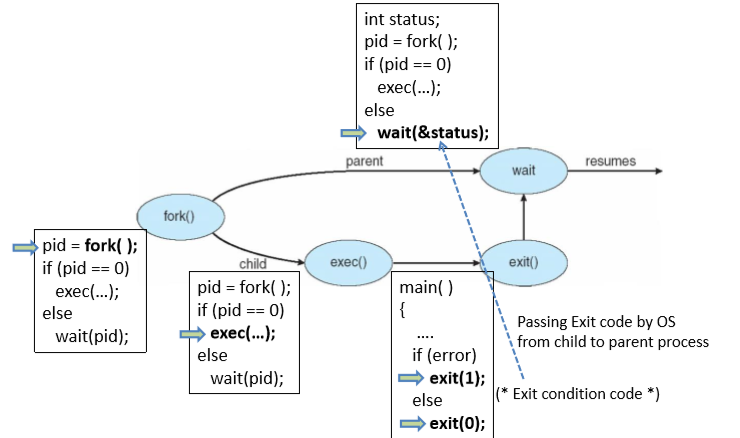 int status;
pid = fork( );
if (pid == 0)
exec(...);
else
wait(&status);
parent
wait
resumes
fork()
pid = fork( );
if (pid == 0)
exec(...);
else
wait(pid);
child
exec()
exit()
pid = fork( );
if (pid == 0)
exec(...);
else
wait(pid);
main( )
{
....
if (error)
exit(1);
else
exit(0);
Passing Exit code by OS
from child to parent process
(* Exit condition code *)